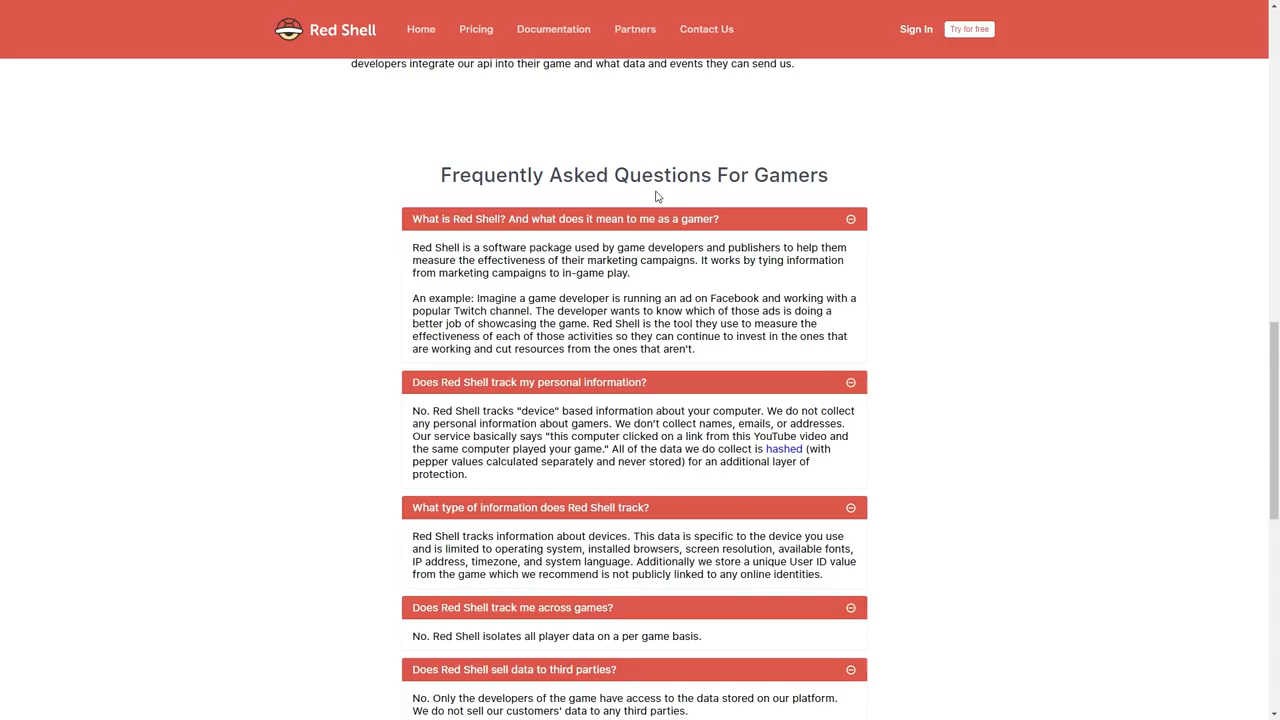 Red Shell
Home
Pricing
Documentation
Partners
Contact Us
Sign In
Try for free
developers integrate our api into their game and what data and events they can send us.
Frequently Asked Questions For Gamers
What is Red Shell? And what does it mean to me as a gamer?
Red Shell is a software package used by game developers and publishers to help them
measure the effectiveness of their marketing campaigns. It works by tying information
from marketing campaigns to in-game play.
An example: Imagine a game developer is running an ad on Facebook and working with a
popular Twitch channel. The developer wants to know which of those ads is doing a
better job of showcasing the game. Red Shell is the tool they use to measure the
effectiveness of each of those activities so they can continue to invest in the ones that
are working and cut resources from the ones that aren't.
Does Red Shell track my personal information?
No. Red Shell tracks "device" based information about your computer. We do not collect
any personal information about gamers. We don't collect names, emails, or addresses.
Our service basically says "this computer clicked on a link from this YouTube video and
the same computer played your game." All of the data we do collect is hashed (with
pepper values calculated separately and never stored) for an additional layer of
protection.
What type of information does Red Shell track?
Red Shell tracks information about devices. This data is specific to the device you use
and is limited to operating system, installed browsers, screen resolution, available fonts,
IP address, timezone, and system language. Additionally we store a unique User ID value
from the game which we recommend is not publicly linked to any online identities.
Does Red Shell track me across games?
No. Red Shell isolates all player data on a per game basis.
Does Red Shell sell data to third parties?
No. Only the developers of the game have access to the data stored on our platform.
We do not sell our customers' data to any third parties.